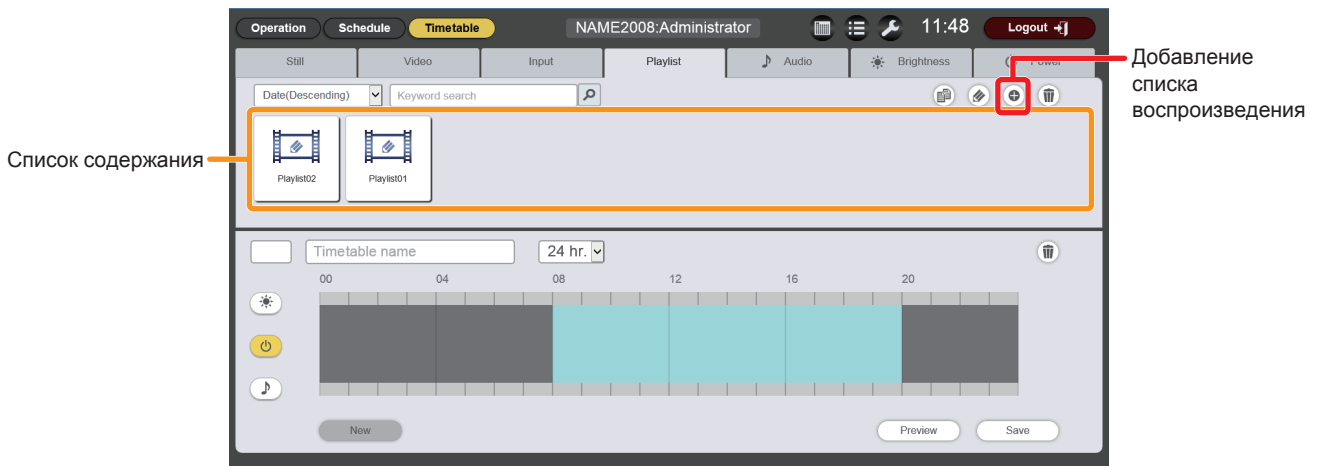 Operation Schedule Timetable NAME2008:Administrator 11:48 Logout
Still Video Input Playlist Audio Brightness Power
Добавление
списка
воспроизведения
Date(Descending) Keyword search
Список содержания
Playlist02 Playlist01
Timetable name 24 hr.
00 04 08 12 16 20
New Preview Save